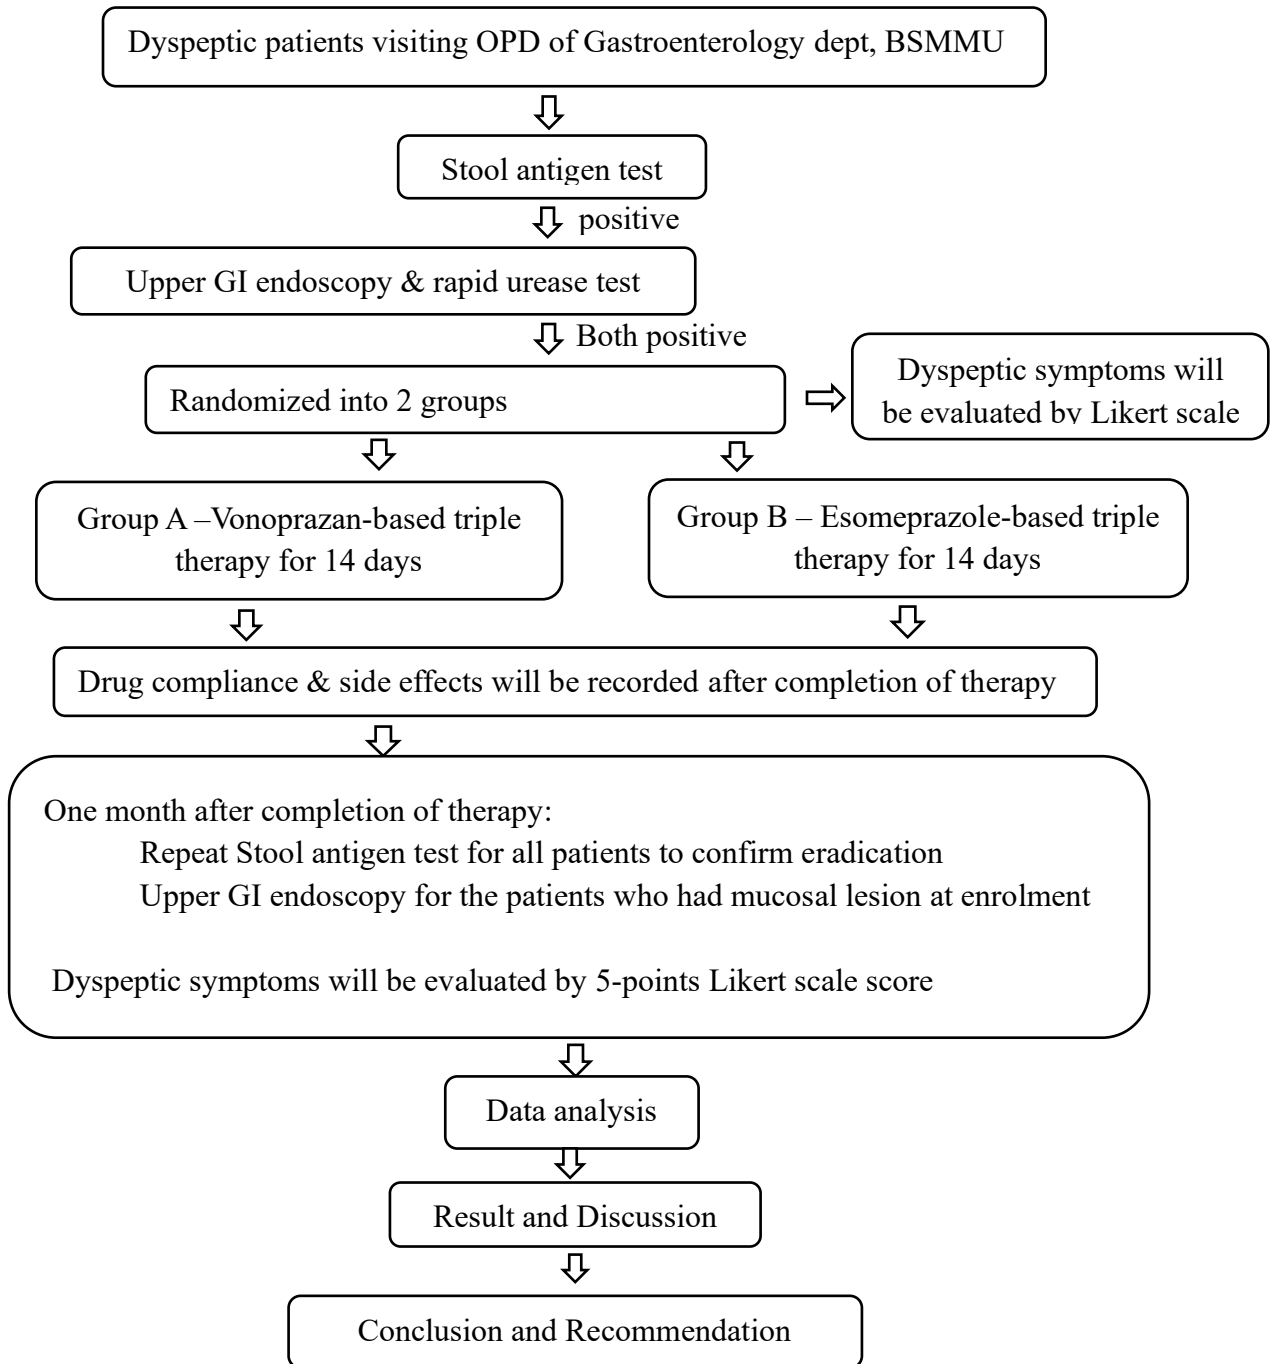 Dyspeptic patients visiting OPD of Gastroenterology dept, BSMMU
Stool antigen test
positive
Upper GI endoscopy & rapid urease test
Both positive
Randomized into 2 groups
Dyspeptic symptoms will
be evaluated by Likert scale
Group A –Vonoprazan-based triple
therapy for 14 days
Group B – Esomeprazole-based triple
therapy for 14 days
Drug compliance & side effects will be recorded after completion of therapy
One month after completion of therapy:
Repeat Stool antigen test for all patients to confirm eradication
Upper GI endoscopy for the patients who had mucosal lesion at enrolment
Dyspeptic symptoms will be evaluated by 5-points Likert scale score
Data analysis
Result and Discussion
Conclusion and Recommendation